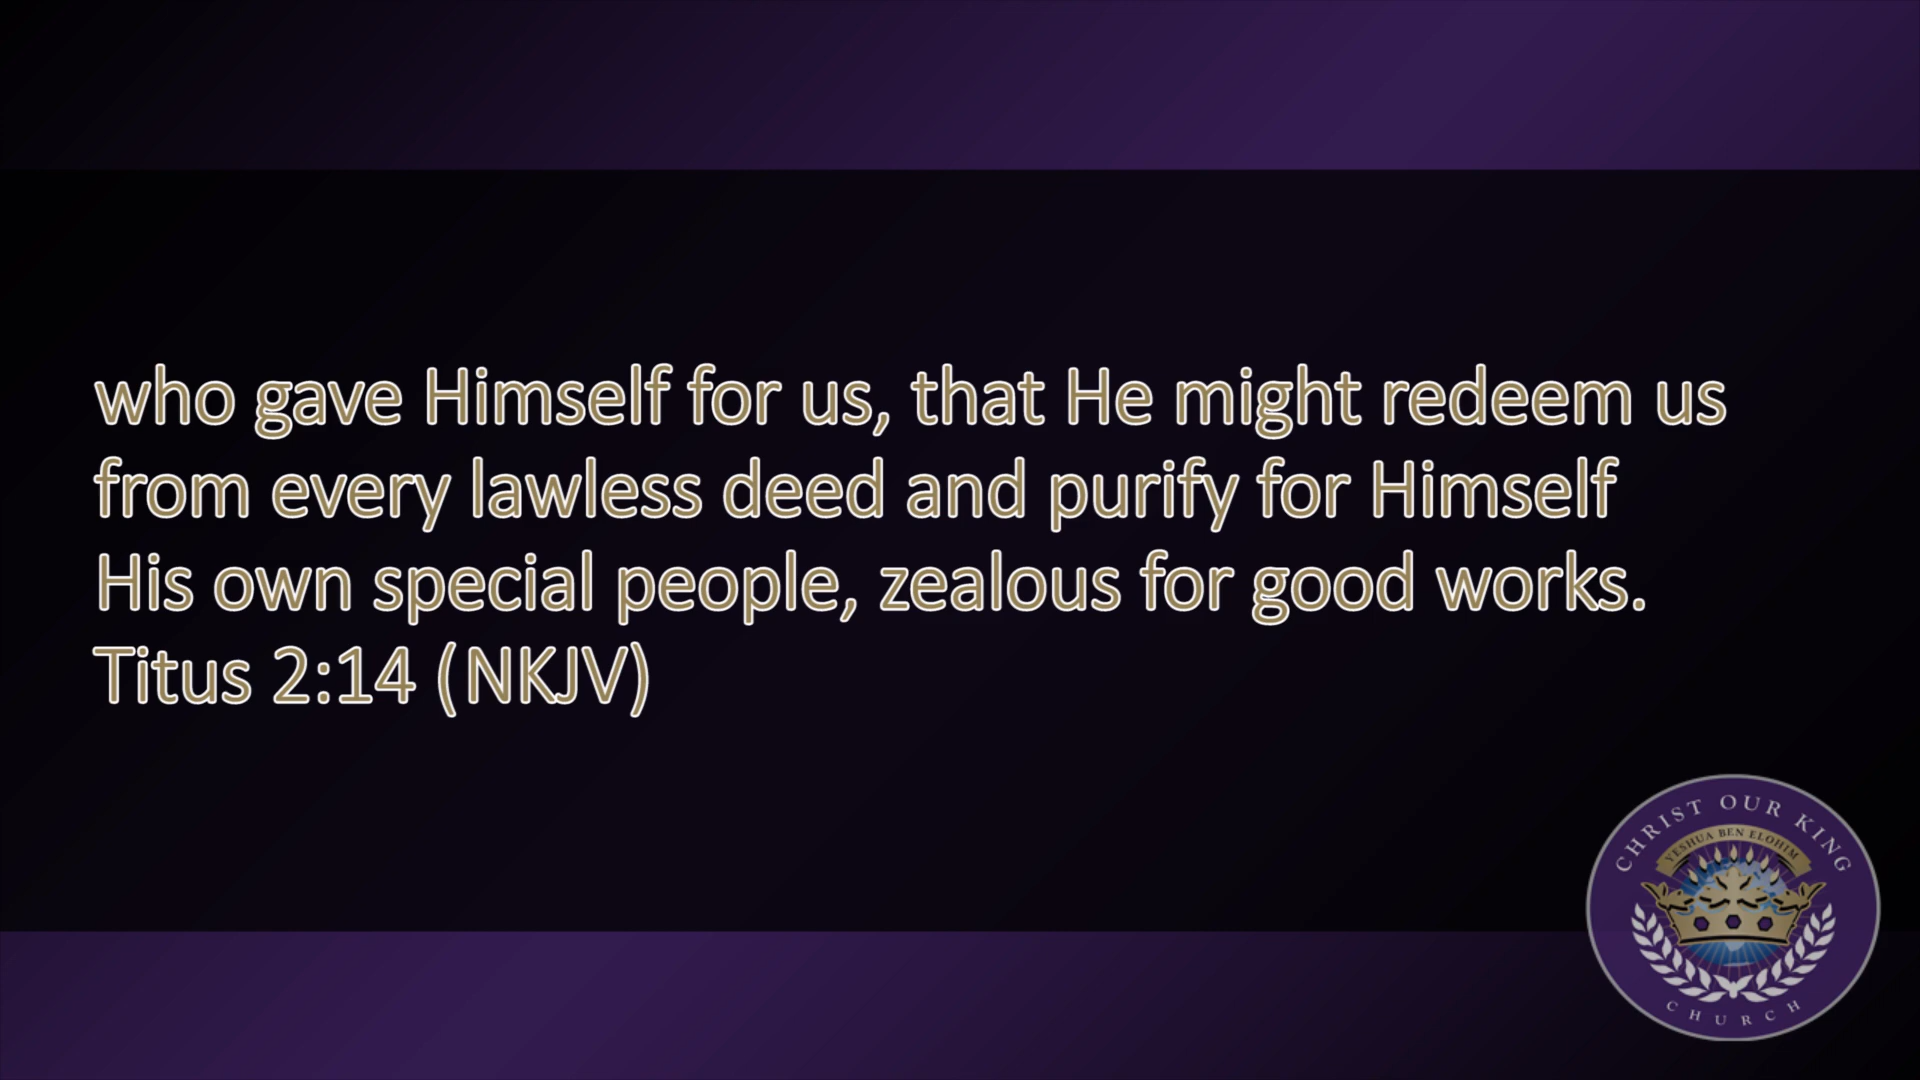 who gave Himself for us, that He might redeem us
from every lawless deed and purify for Himself
His own special people, zealous for good works.
Titus 2:14 (NKJV)
CHRIST OUR KING
YESHUA BEN ELOHIM
CHURCH